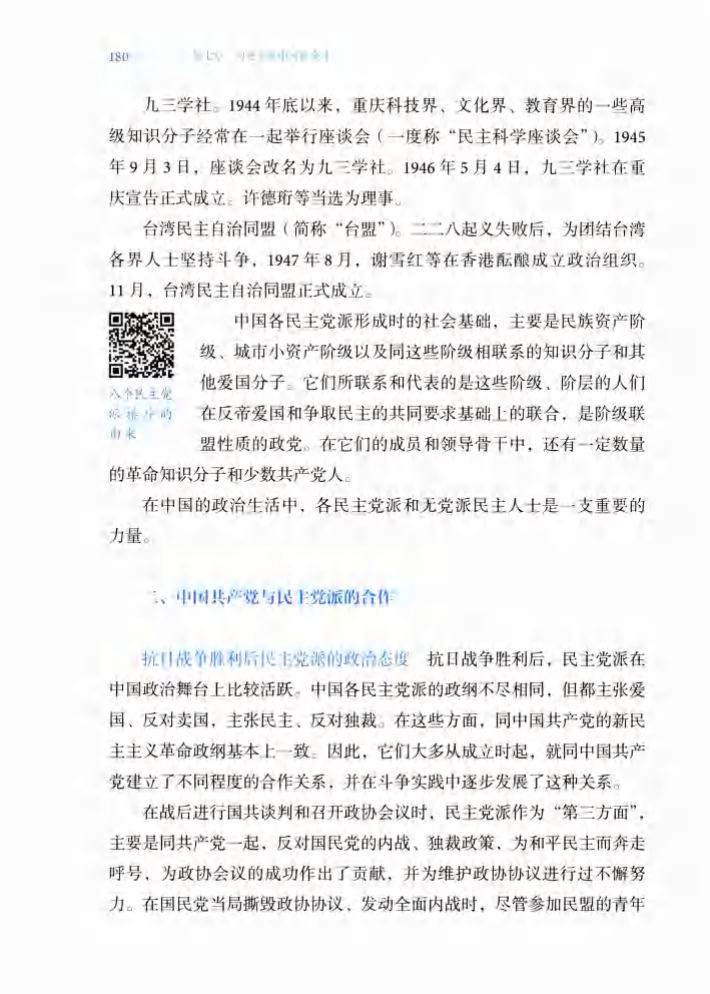 180
九三学社。1944 年底以来，重庆科技界、文化界、教育界的一些高
级知识分子经常在一起举行座谈会（一度称“民主科学座谈会”）。1945
年 9 月 3 日，座谈会改名为九三学社。1946 年 5 月 4 日，九三学社在重
庆宣告正式成立。许德珩等当选为理事。
台湾民主自治同盟（简称“台盟”）。二二八起义失败后，为团结台湾
各界人士坚持斗争，1947 年 8 月，谢雪红等在香港酝酿成立政治组织。
11 月，台湾民主自治同盟正式成立。
中国各民主党派形成时的社会基础，主要是民族资产阶
级、城市小资产阶级以及同这些阶级相联系的知识分子和其
他爱国分子。它们所联系和代表的是这些阶级、阶层的人们
在反帝爱国和争取民主的共同要求基础上的联合，是阶级联
盟性质的政党。在它们的成员和领导骨干中，还有一定数量
的革命知识分子和少数共产党人。
八个民主党
派排序的
由来
在中国的政治生活中，各民主党派和无党派民主人士是一支重要的
力量。
二、中国共产党与民主党派的合作
抗日战争胜利后民主党派的政治态度 抗日战争胜利后，民主党派在
中国政治舞台上比较活跃。中国各民主党派的政纲不尽相同，但都主张爱
国、反对卖国，主张民主、反对独裁。在这些方面，同中国共产党的新民
主主义革命政纲基本上一致。因此，它们大多从成立时起，就同中国共产
党建立了不同程度的合作关系，并在斗争实践中逐步发展了这种关系。
在战后进行国共谈判和召开政协会议时，民主党派作为“第三方面”，
主要是同共产党一起，反对国民党的内战、独裁政策，为和平民主而奔走
呼号，为政协会议的成功作出了贡献，并为维护政协协议进行过不懈努
力。在国民党当局撕毁政协协议、发动全面内战时，尽管参加民盟的青年